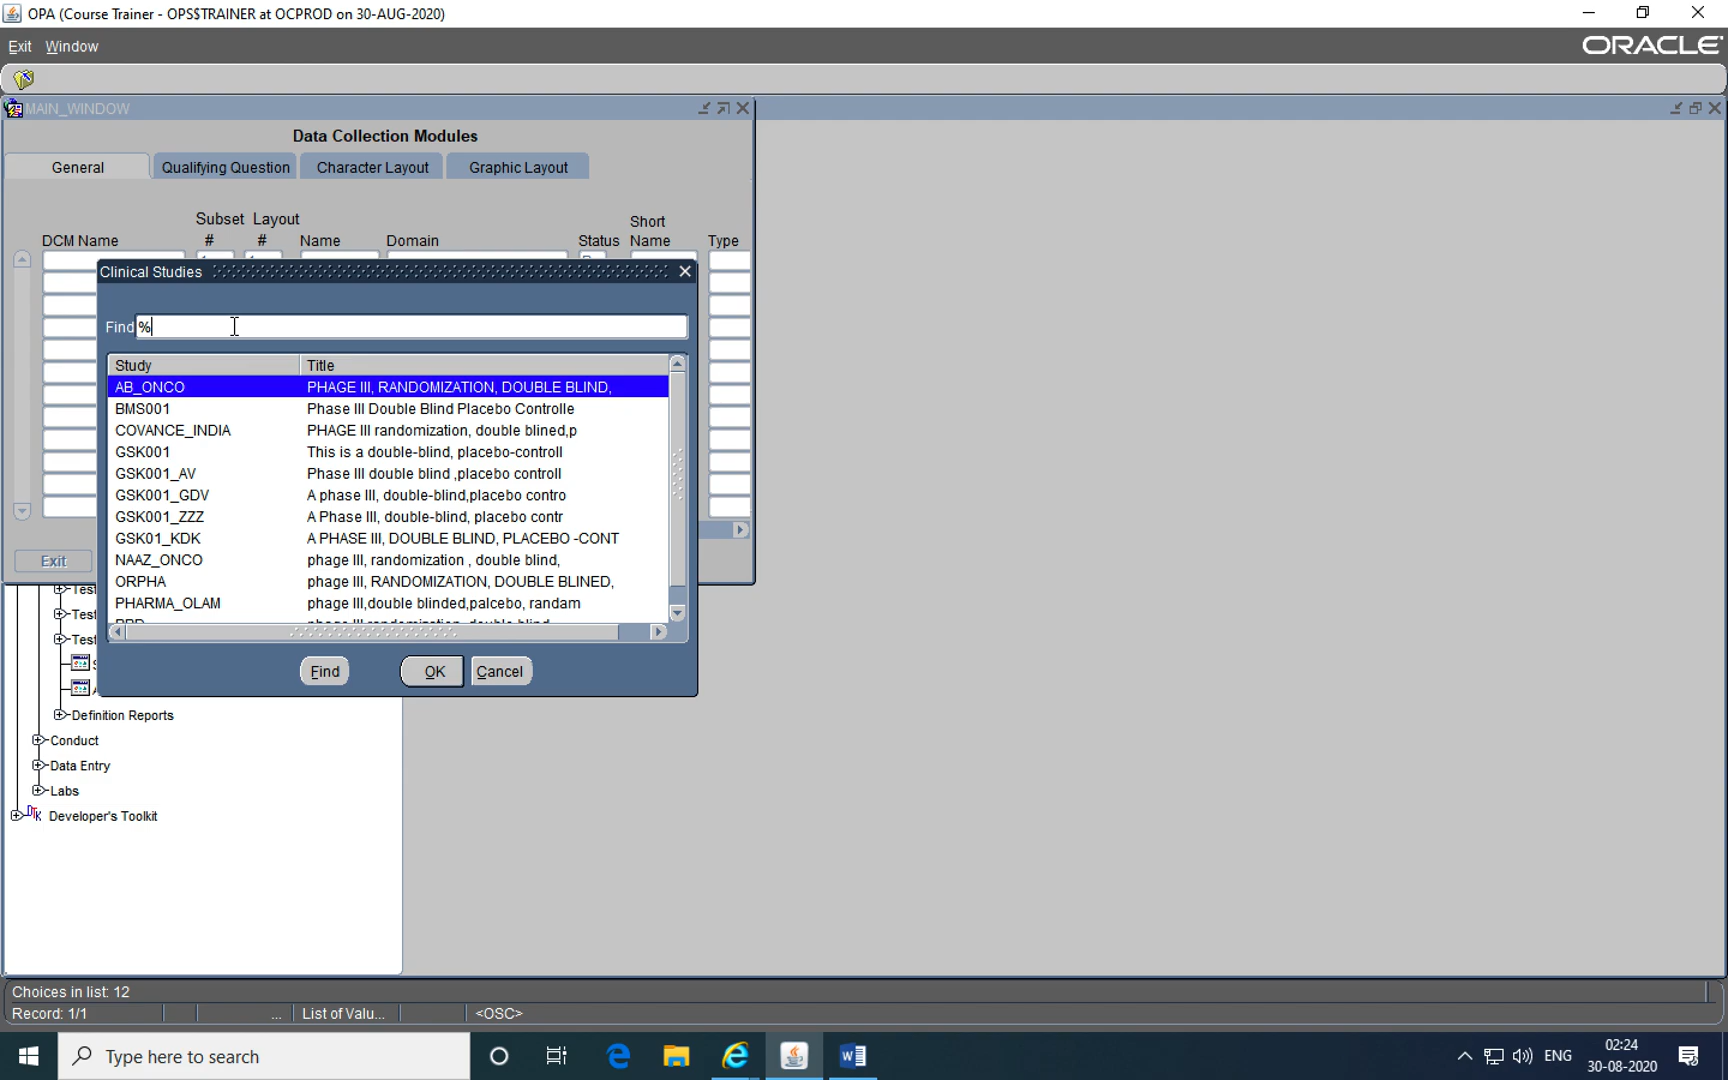 OPA (Course Trainer - OPS$TRAINER at OCPROD on 30-AUG-2020)
Exit Window
ORACLE
MAIN_WINDOW
Data Collection Modules
General Qualifying Question Character Layout Graphic Layout
Subset Layout Short
DCM Name # # Name Domain Status Name Type
Clinical Studies
Find %
Study Title
AB_ONCO PHAGE III, RANDOMIZATION, DOUBLE BLIND,
BMS001 Phase III Double Blind Placebo Controlle
COVANCE_INDIA PHAGE III randomization, double blined,p
GSK001 This is a double-blind, placebo-controll
GSK001_AV Phase III double blind ,placebo controll
GSK001_GDV A phase III, double-blind,placebo contro
GSK001_ZZZ A Phase III, double-blind, placebo contr
GSK01_KDK A PHASE III, DOUBLE BLIND, PLACEBO -CONT
NAAZ_ONCO phage III, randomization , double blind,
ORPHA phage III, RANDOMIZATION, DOUBLE BLINED,
PHARMA_OLAM phage III,double blinded,palcebo, randam
Find OK Cancel
Exit
Definition Reports
Conduct
Data Entry
Labs
Developer's Toolkit
Choices in list: 12
Record: 1/1 ... List of Valu... <OSC>
Type here to search
ENG
02:24
30-08-2020